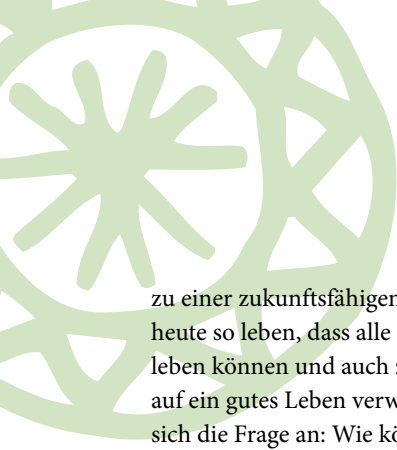 zu einer zukunftsfähigen
heute so leben, dass alle
leben können und auch
auf ein gutes Leben verw
sich die Frage an: Wie kö